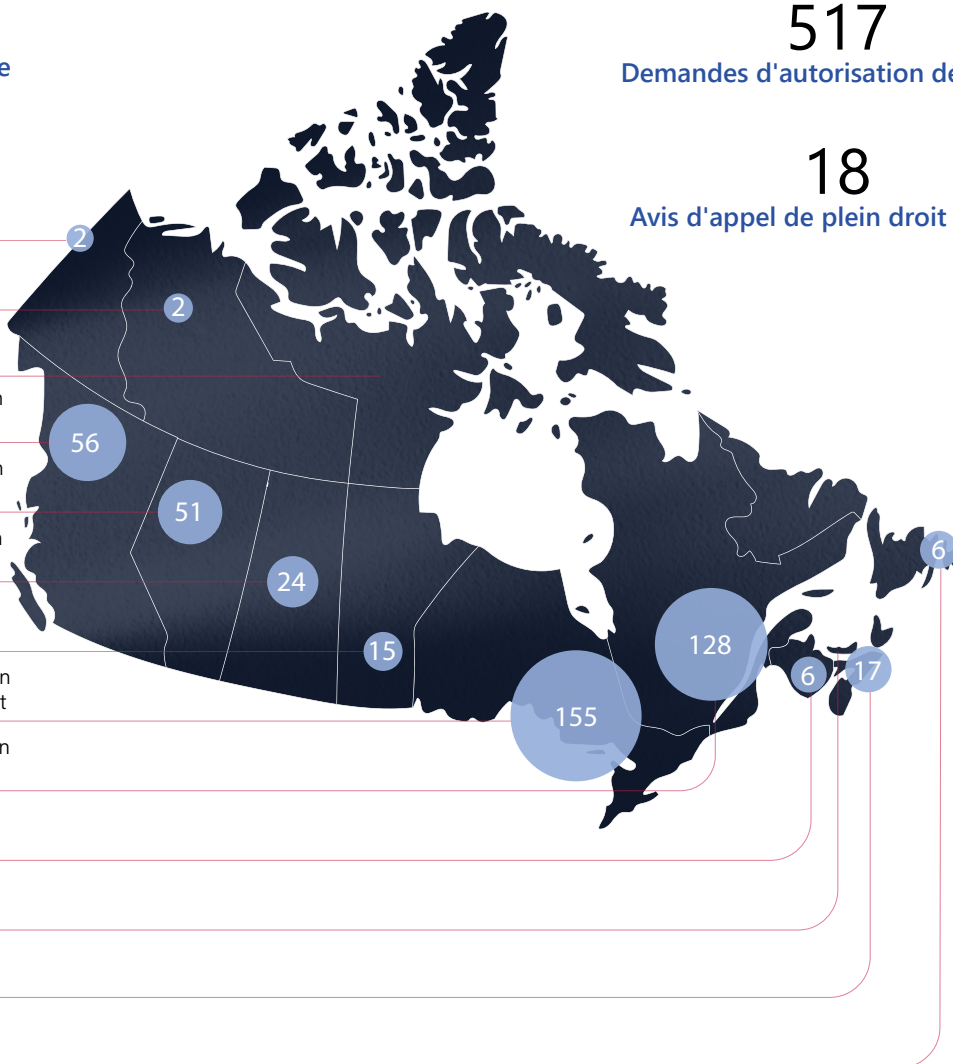 517
e
Demandes d'autorisation de
18
Avis d'appel de plein droit
2
2
n
56
n
51
n
6
24
128
15
6
17
n
t
155
n